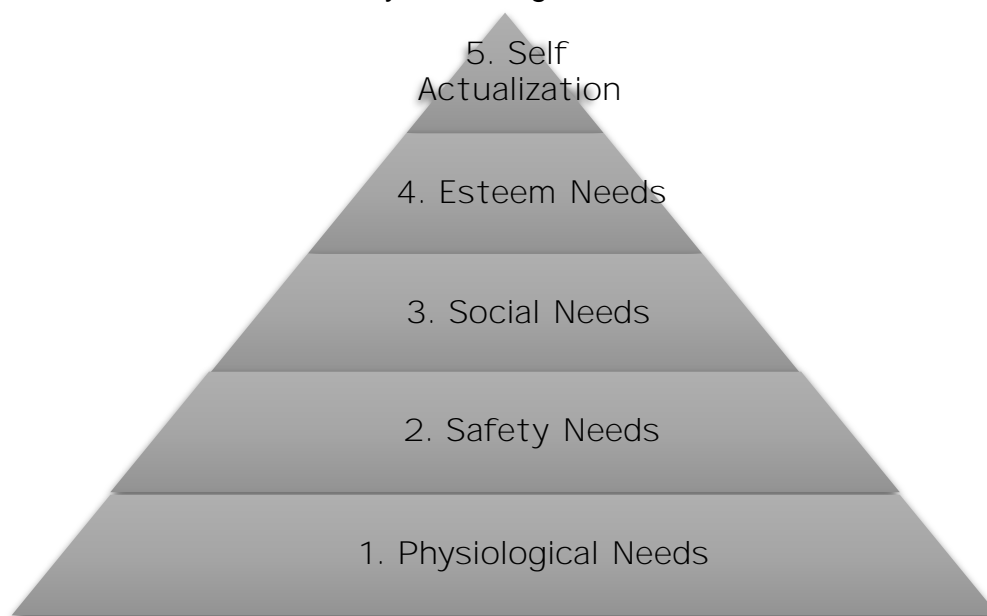 5. Self
Actualization
4. Esteem Needs
3. Social Needs
2. Safety Needs
1. Physiological Needs